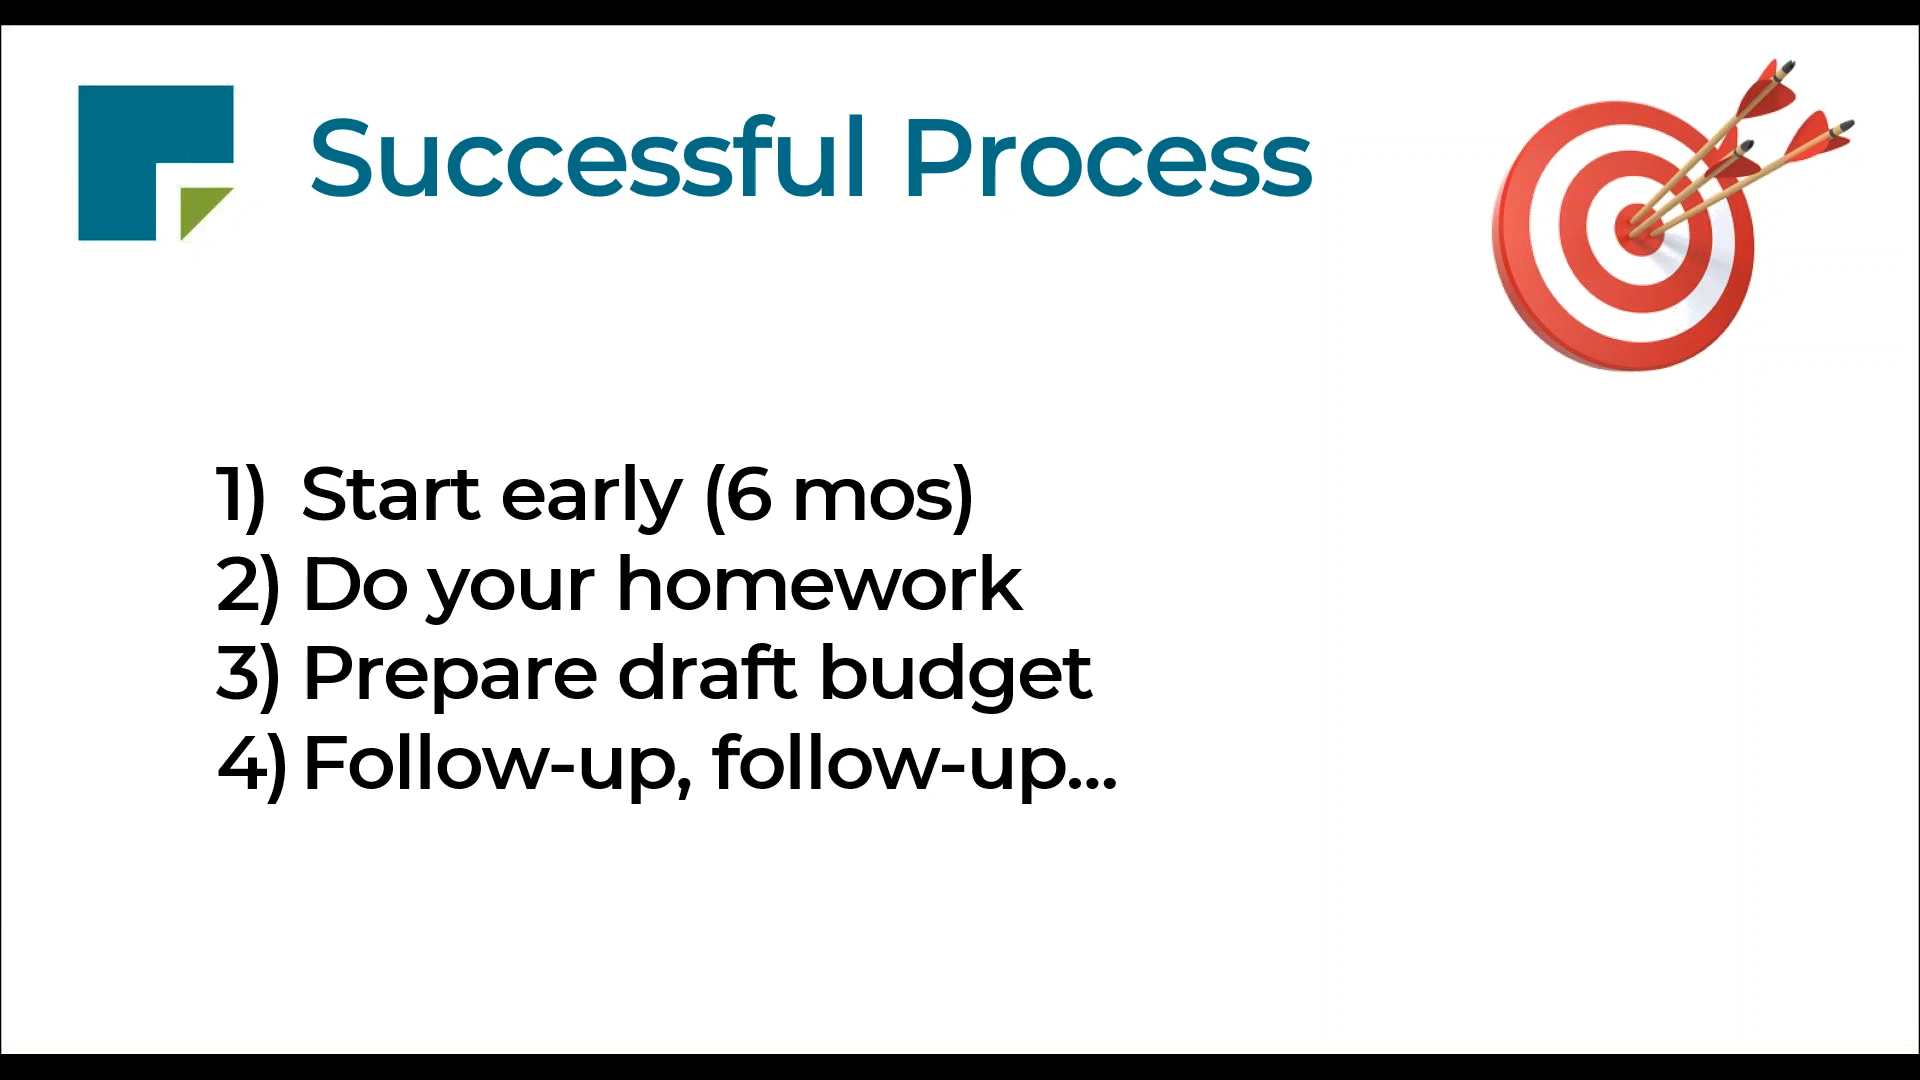 Successful Process
1) Start early (6 mos)
2) Do your homework
3) Prepare draft budget
4) Follow-up, follow-up...